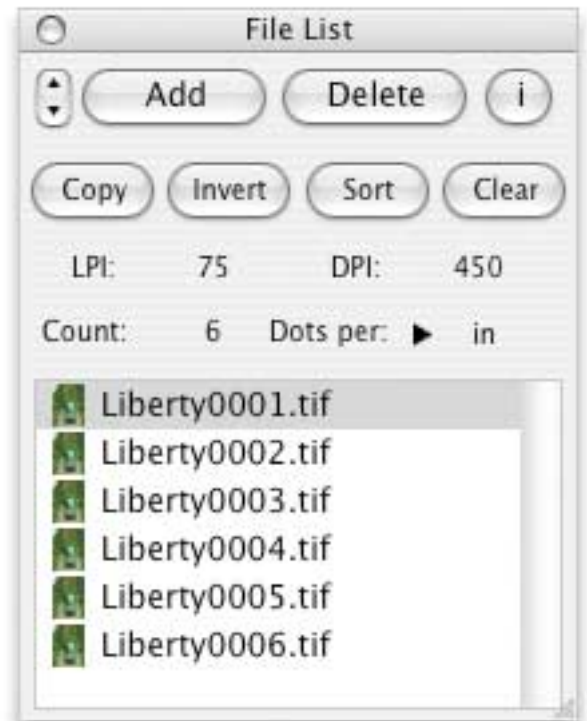 File List
Add Delete i
Copy Invert Sort Clear
LPI: 75 DPI: 450
Count: 6 Dots per: ▶ in
Liberty0001.tif
Liberty0002.tif
Liberty0003.tif
Liberty0004.tif
Liberty0005.tif
Liberty0006.tif